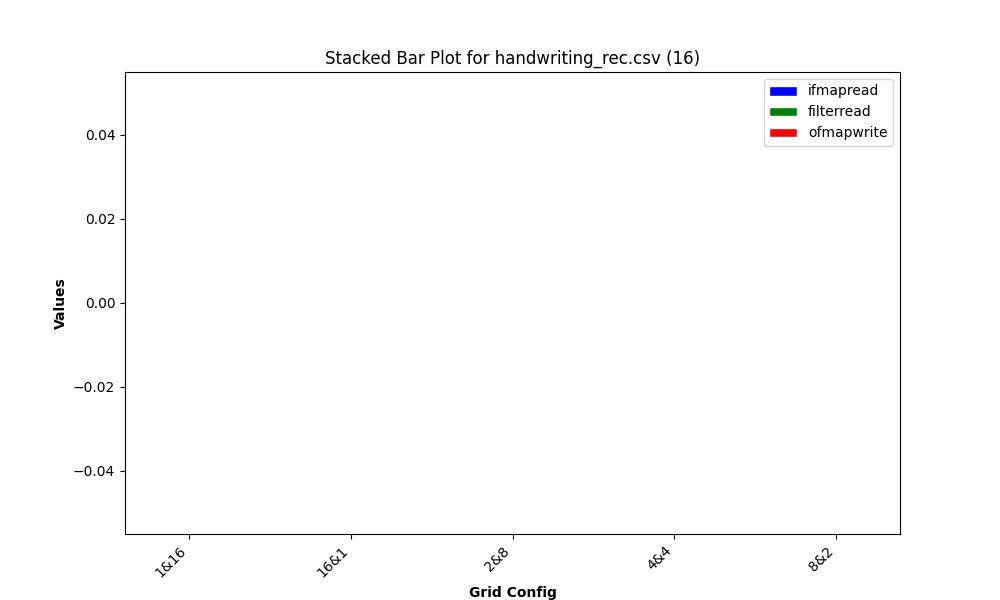 Stacked Bar Plot for handwriting_rec.csv (16)
ifmapread
filterread
ofmapwrite
0.04
0.02
0.00
−0.02
−0.04
Values
1&16
16&1
2&8
4&4
8&2
Grid Config